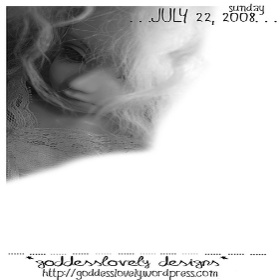 sunday
. . .JULY 22, 2008. . .
*goddesslovely designs*
http://goddesslovely.wordpress.com